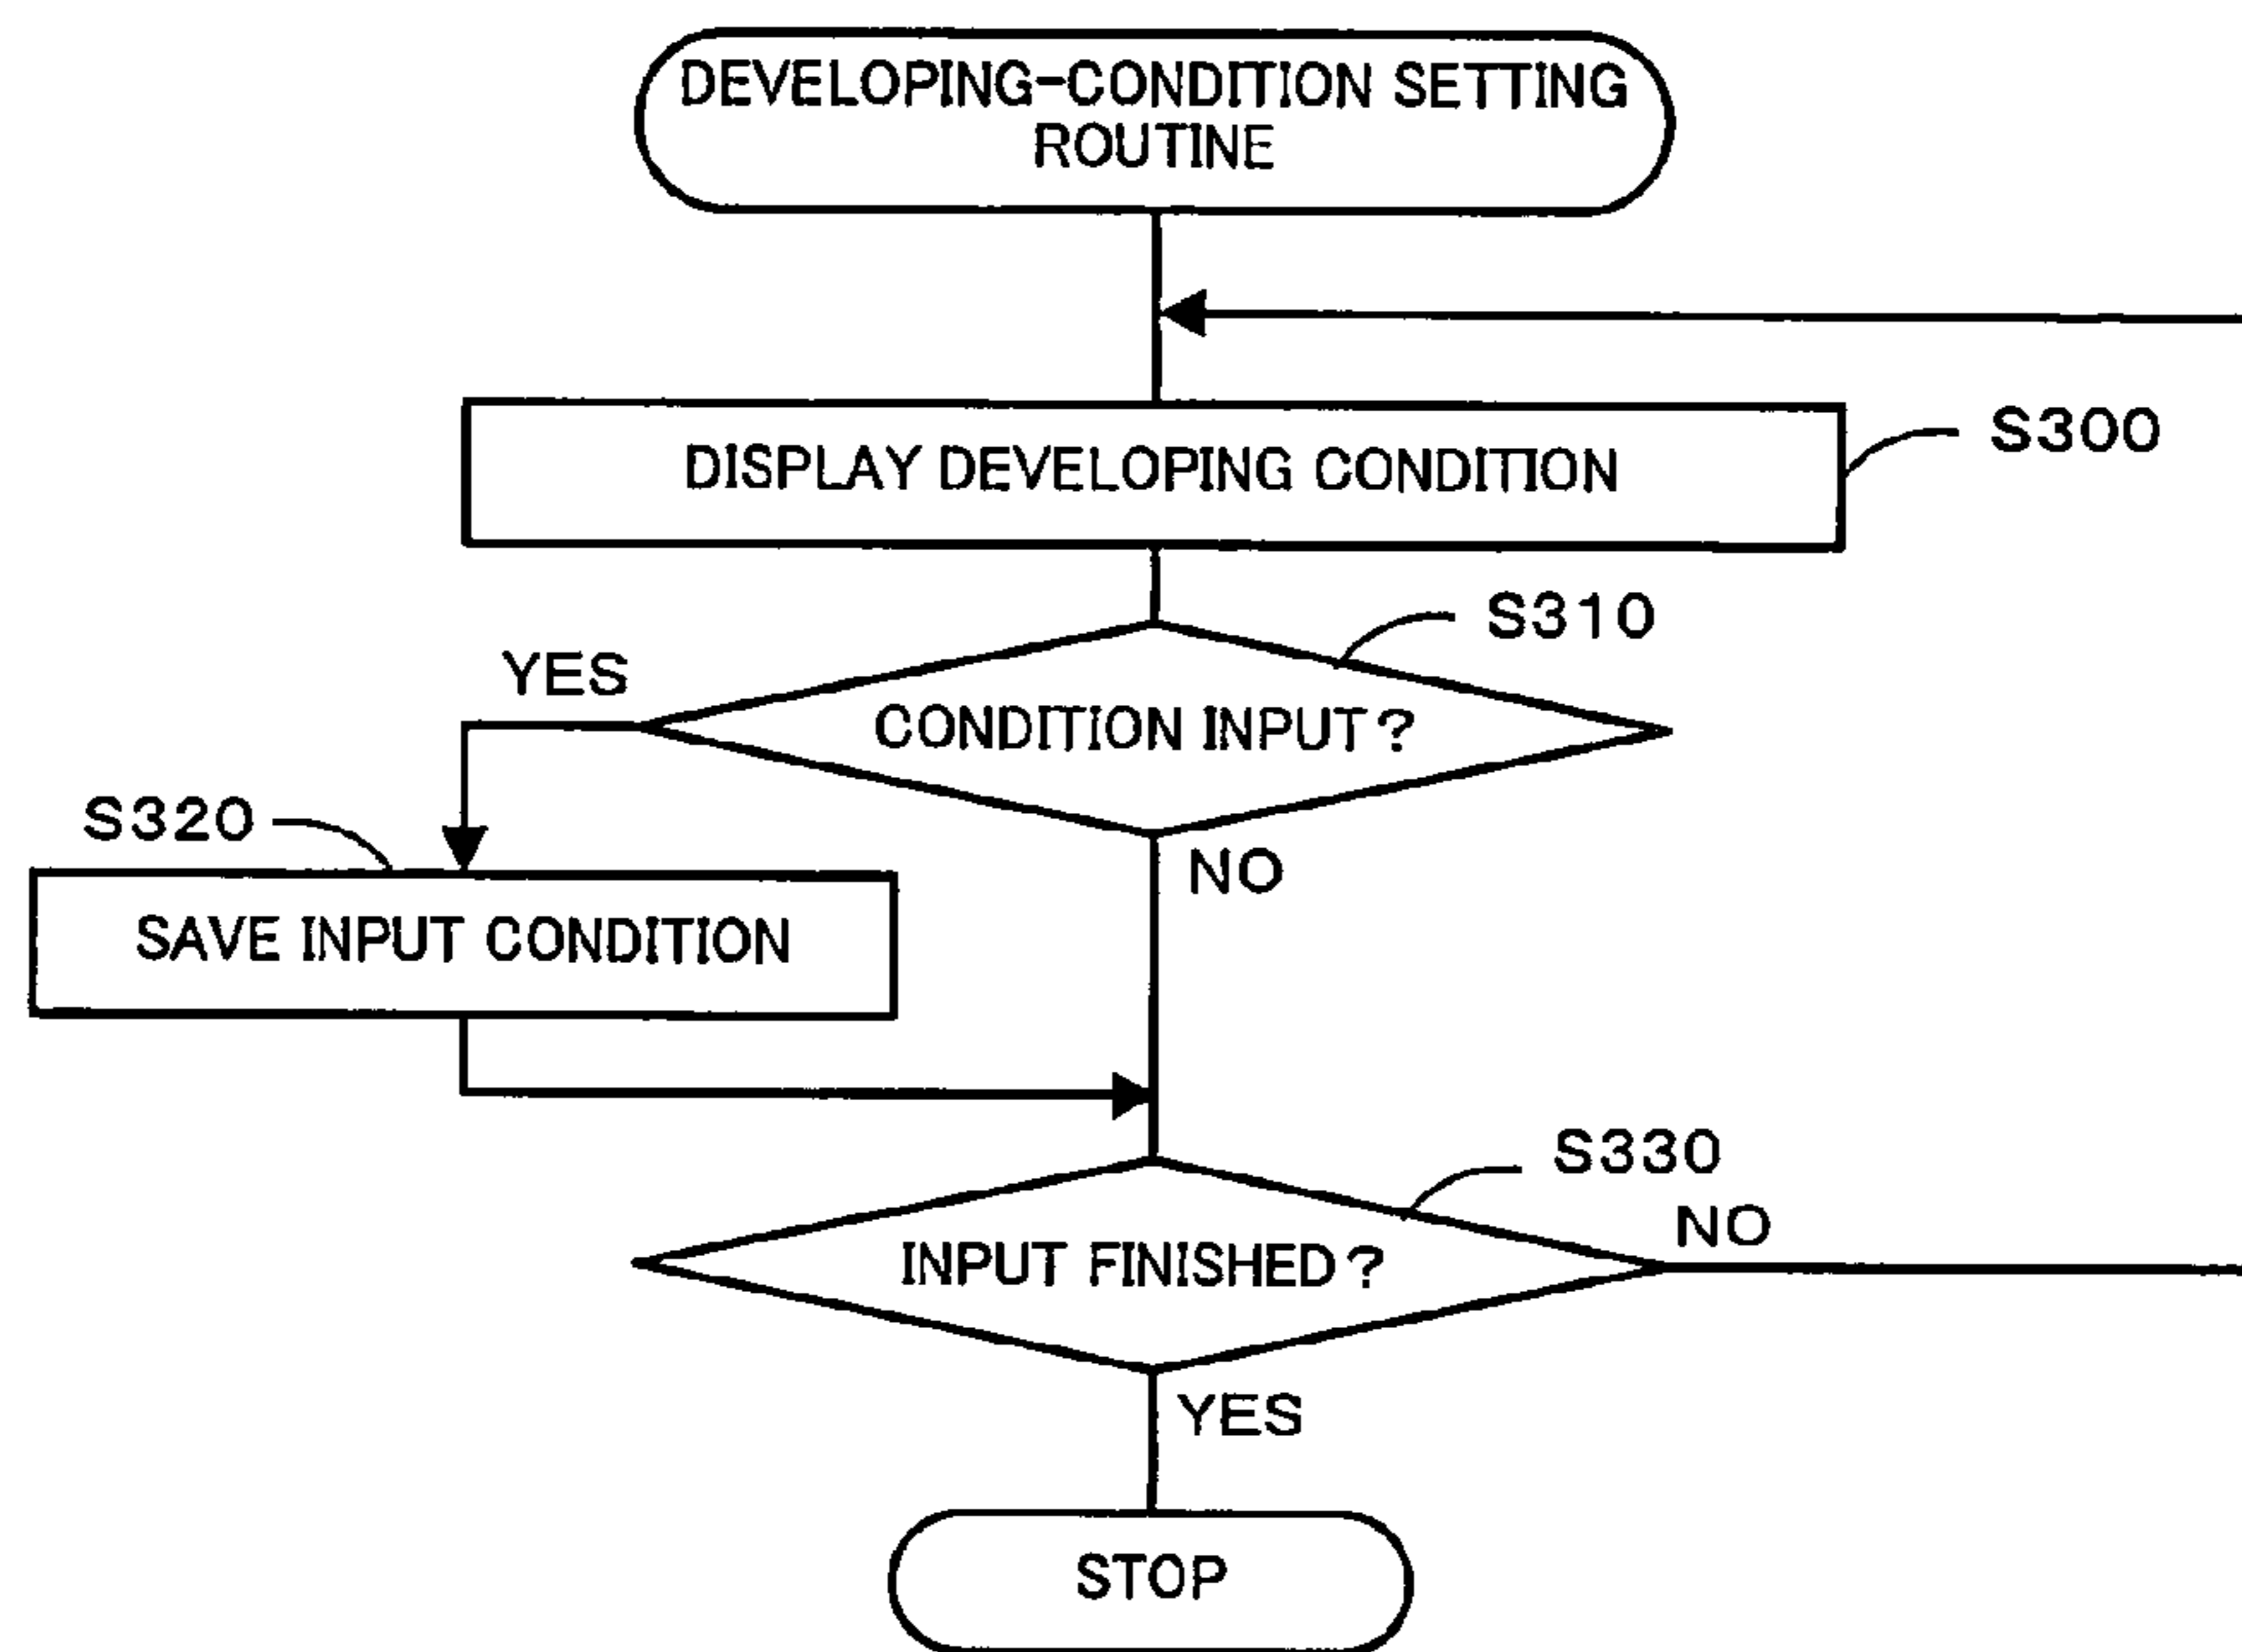 DEVELOPING-CONDITION SETTING
ROUTINE
DISPLAY DEVELOPING CONDITION
S300
S310
YES
CONDITION INPUT?
S320
NO
SAVE INPUT CONDITION
S330
NO
INPUT FINISHED?
YES
STOP